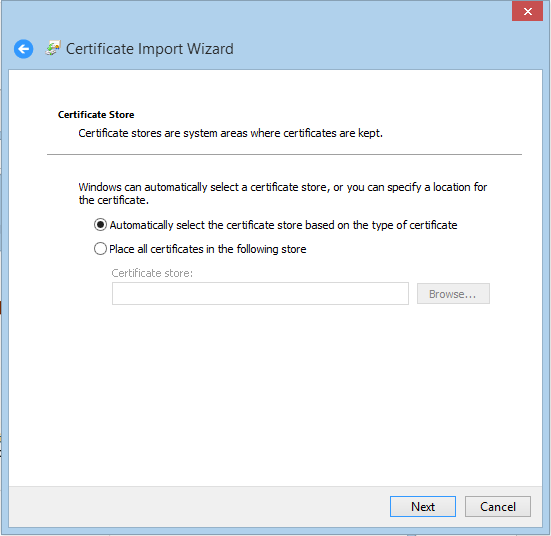 Certificate Import Wizard
Certificate Store
Certificate stores are system areas where certificates are kept.
Windows can automatically select a certificate store, or you can specify a location for
the certificate.
Automatically select the certificate store based on the type of certificate
Place all certificates in the following store
Certificate store:
Browse...
Next
Cancel